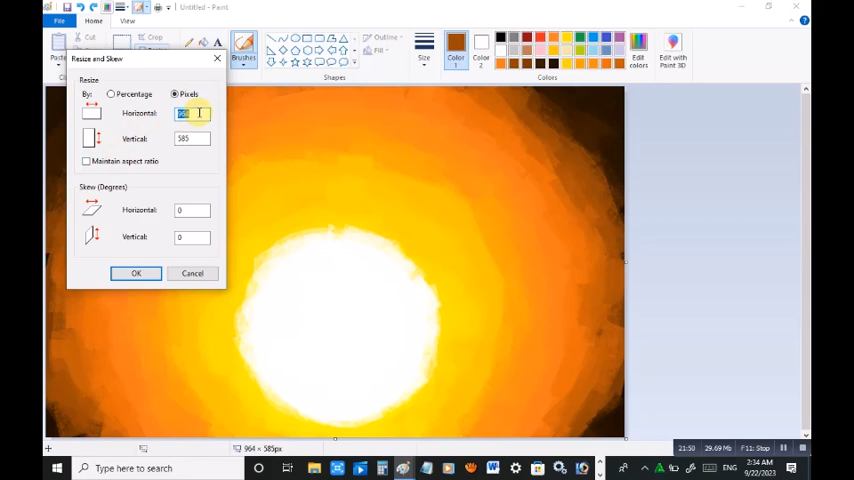 Untitled - Paint
File
Home
View
Paste
Cut
Crop
Brushes
Shapes
Outline
Fill
Size
Color
1
Color
2
Edit
colors
Edit with
Paint 3D
Colors
Resize and Skew
Resize
By:
Percentage
Pixels
Horizontal:
964
Vertical:
585
Maintain aspect ratio
Skew (Degrees)
Horizontal:
0
Vertical:
0
OK
Cancel
964 × 585px
21:50
29.69 Mb
F11: Stop
Type here to search
ENG
2:34 AM
9/22/2023